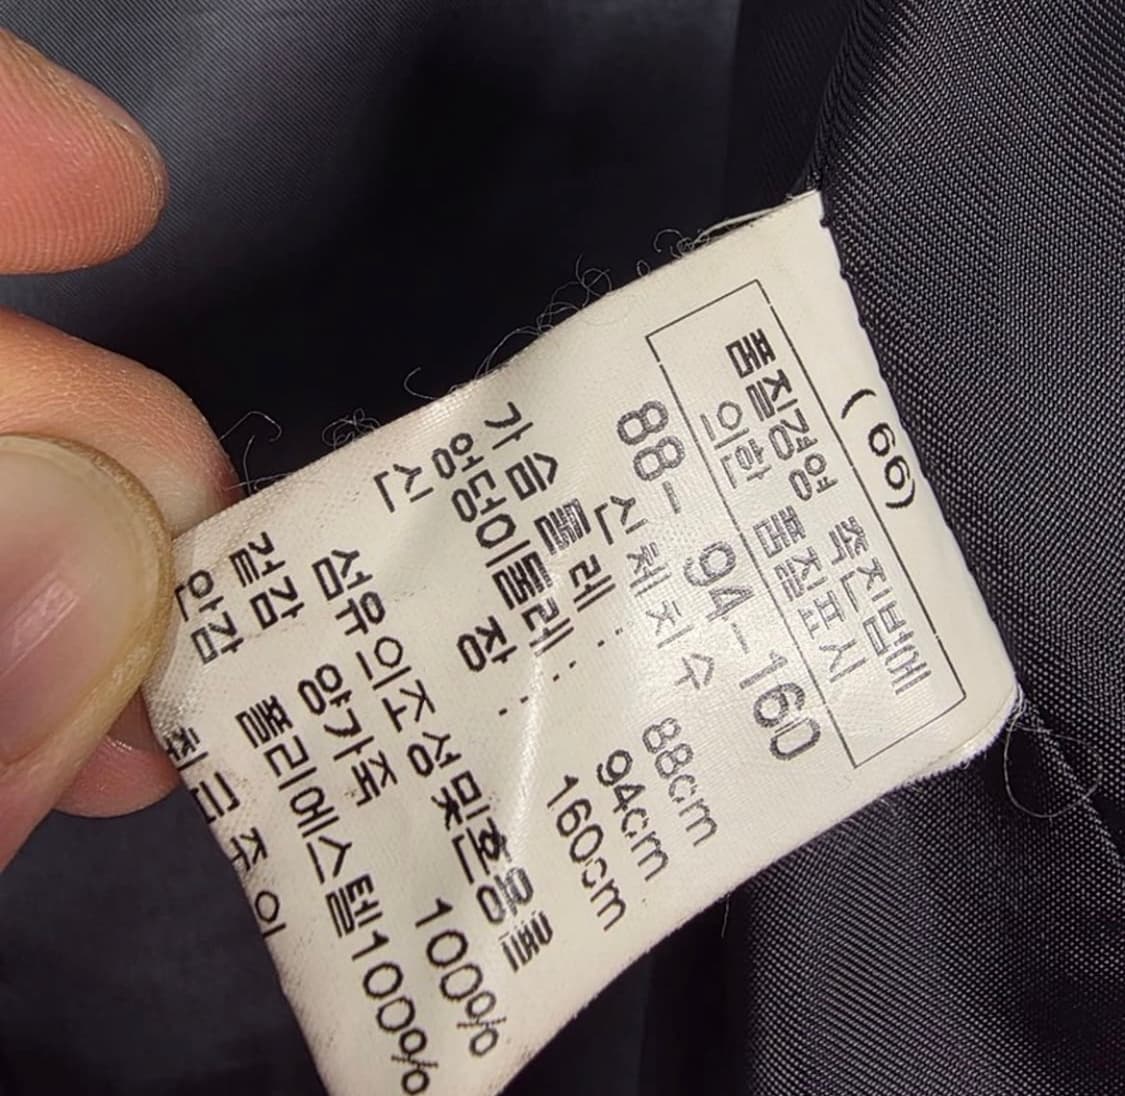 (66)
품질경영 촉진법에
의한 품질표시
88-94-160
신체치수
가슴둘레: 88cm
엉덩이둘레: 94cm
신장: 160cm
섬유의조성및혼용률
겉감 양가죽 100%
안감 폴리에스텔100%
취급주의